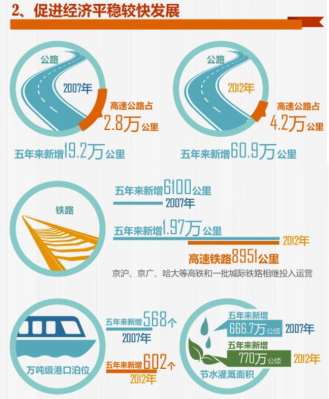 2、促进经济平稳较快发展
公路
2007年
高速公路占
2.8万公里
五年来新增19.2万公里
公路
2012年
高速公路占
4.2万公里
五年来新增60.9万公里
铁路
五年来新增6100公里
2007年
五年来新增1.97万公里
2012年
高速铁路8951公里
京沪、京广、哈大等高铁和一批城际铁路相继投入运营
万吨级港口泊位
五年来新增568个
2007年
五年来新增602个
2012年
节水灌溉面积
五年来新增
666.7万公顷
2007年
五年来新增
770万公顷
2012年